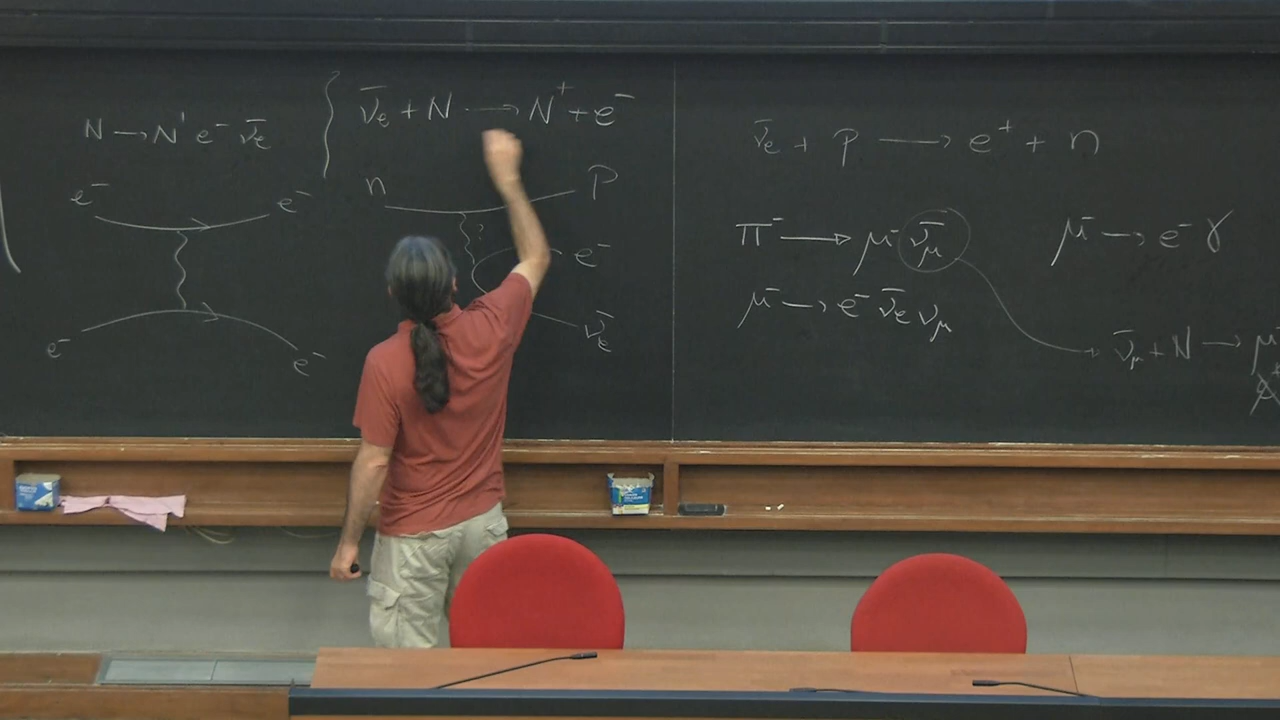 N → N' e⁻ ν̄e
e⁻ e⁻
e⁻ e⁻
ν̄e + N → N⁺ + e⁻
n P
?
e⁻
ν̄e
ν̄e + p → e⁺ + n
π⁻ → μ⁻ ν̄μ
μ⁻ → e⁻ γ
μ⁻ → e⁻ ν̄e νμ
ν̄μ + N → μ